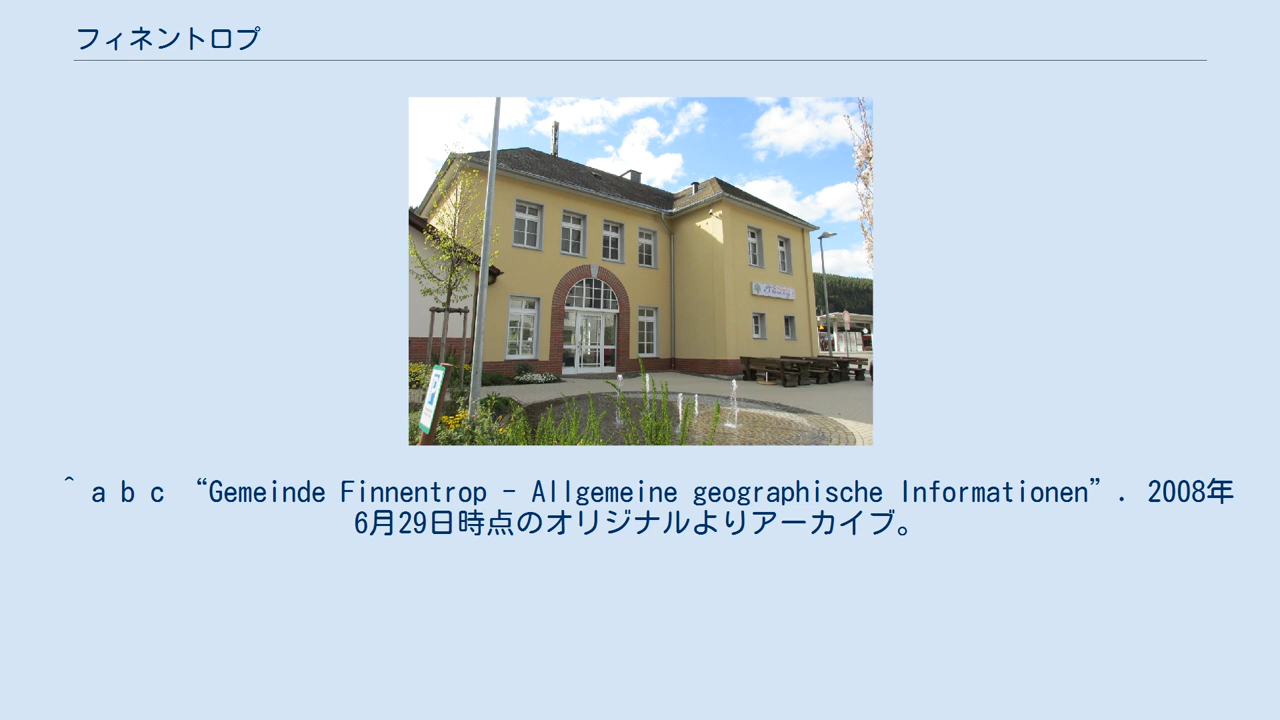 フィネントロプ
^ a b c “Gemeinde Finnentrop - Allgemeine geographische Informationen”. 2008年
6月29日時点のオリジナルよりアーカイブ。